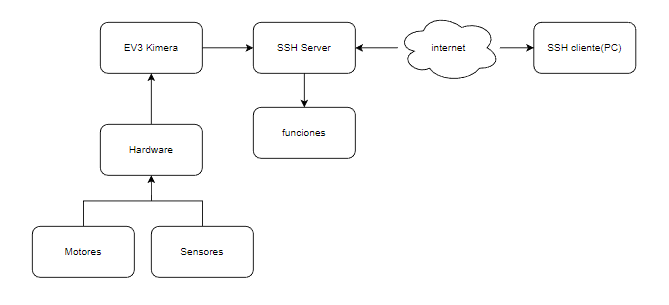 EV3 Kimera
SSH Server
internet
SSH cliente(PC)
funciones
Hardware
Motores
Sensores